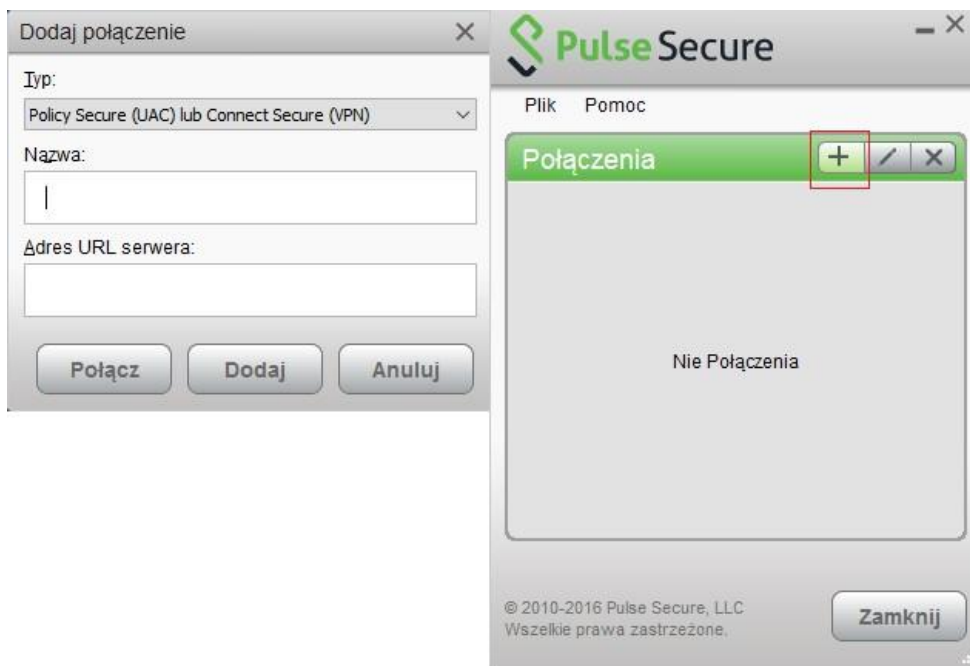 Dodaj połączenie
Typ:
Policy Secure (UAC) lub Connect Secure (VPN)
Nazwa:
Adres URL serwera:
Połącz Dodaj Anuluj
Pulse Secure
Plik Pomoc
Połączenia
Nie Połączenia
© 2010-2016 Pulse Secure, LLC
Wszelkie prawa zastrzeżone.
Zamknij